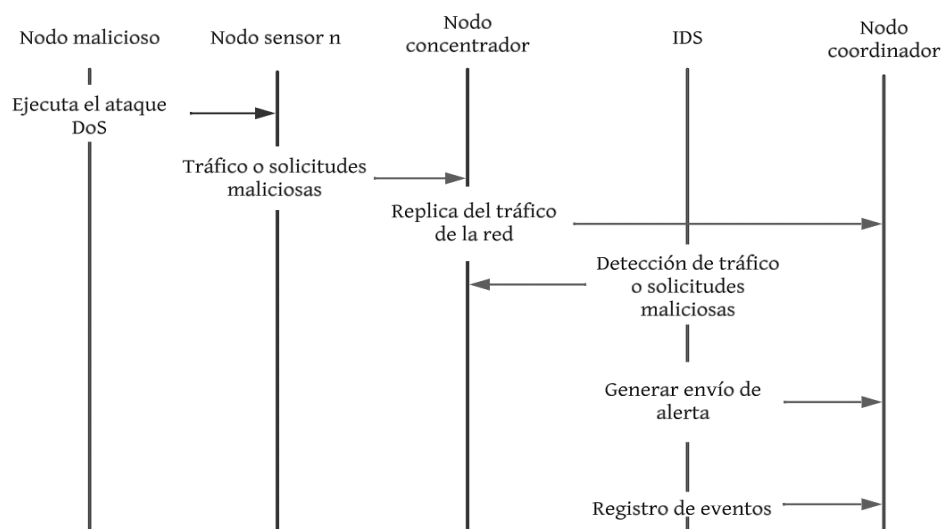 Nodo malicioso
Nodo sensor n
Nodo
concentrador
IDS
Nodo
coordinador
Ejecuta el ataque
DoS
Tráfico o solicitudes
maliciosas
Replica del tráfico
de la red
Detección de tráfico
o solicitudes
maliciosas
Generar envío de
alerta
Registro de eventos